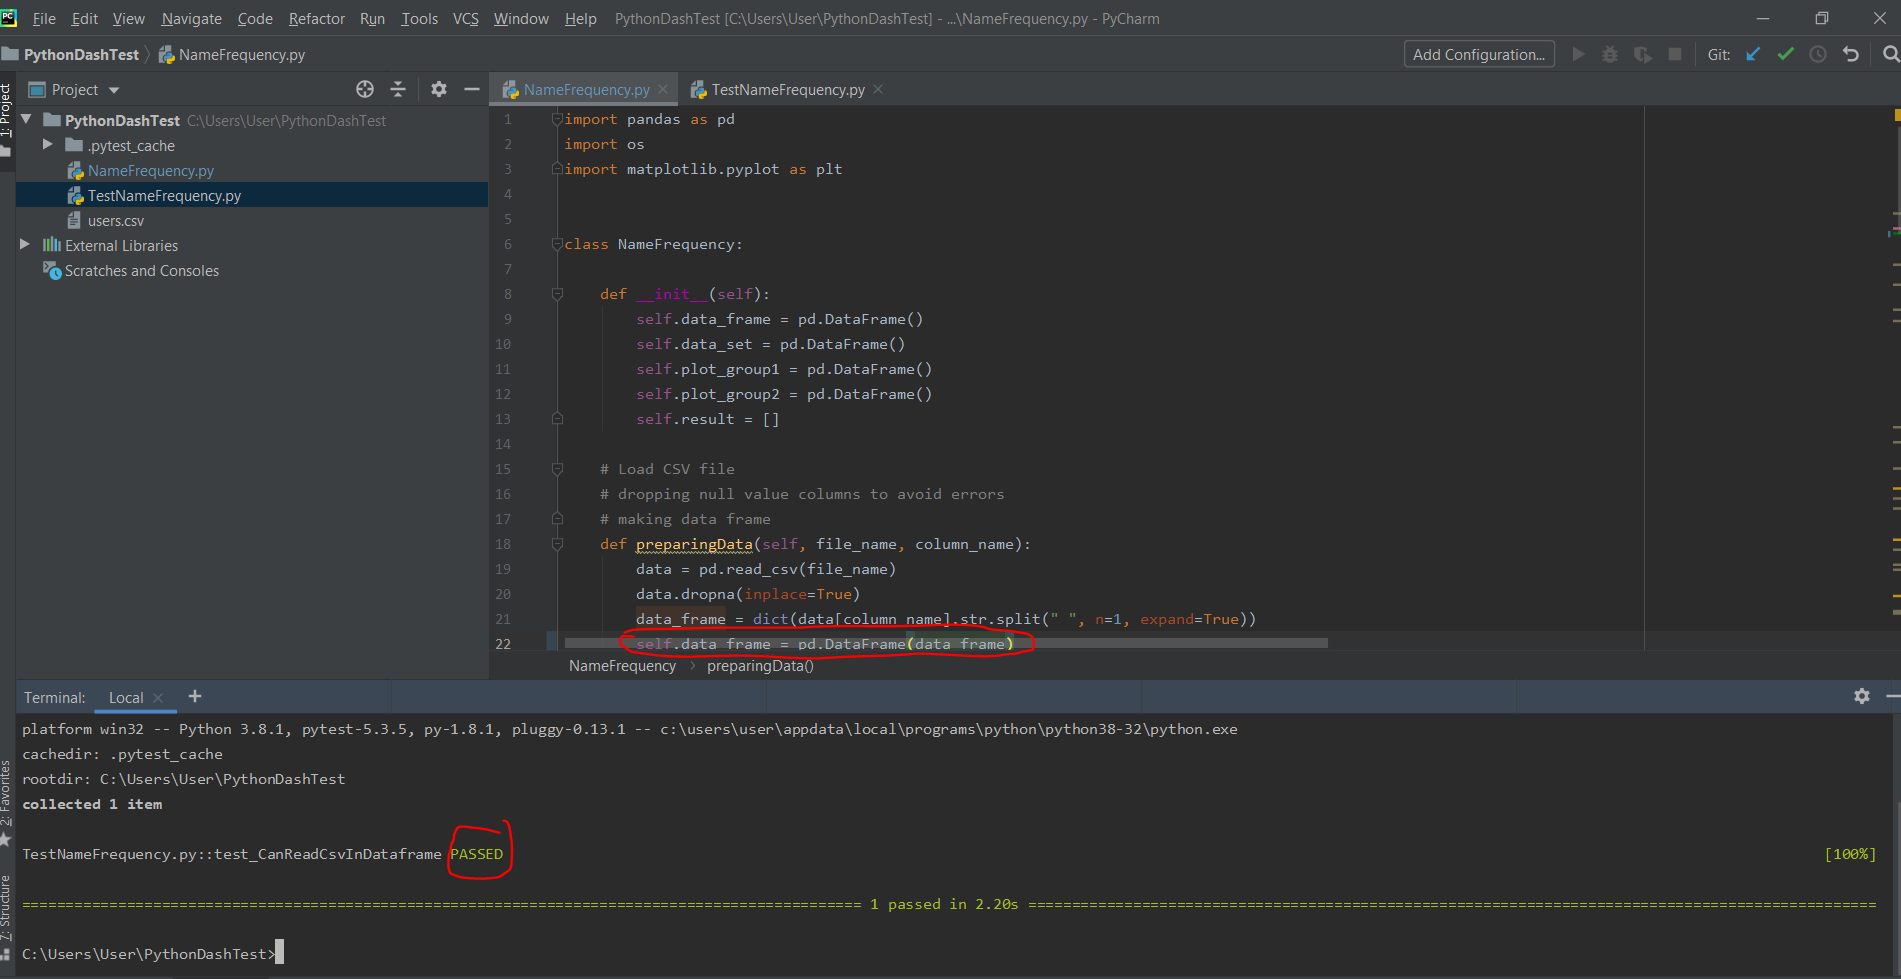 PC File Edit View Navigate Code Refactor Run Tools VCS Window Help PythonDashTest [C:\Users\User\PythonDashTest] - ...\NameFrequency.py - PyCharm
PythonDashTest NameFrequency.py Add Configuration... Git:
1: Project
Project
NameFrequency.py TestNameFrequency.py
PythonDashTest C:\Users\User\PythonDashTest
.pytest_cache
NameFrequency.py
TestNameFrequency.py
users.csv
External Libraries
Scratches and Consoles
1 import pandas as pd
2 import os
3 import matplotlib.pyplot as plt
4
5
6 class NameFrequency:
7
8 def __init__(self):
9 self.data_frame = pd.DataFrame()
10 self.data_set = pd.DataFrame()
11 self.plot_group1 = pd.DataFrame()
12 self.plot_group2 = pd.DataFrame()
13 self.result = []
14
15 # Load CSV file
16 # dropping null value columns to avoid errors
17 # making data frame
18 def preparingData(self, file_name, column_name):
19 data = pd.read_csv(file_name)
20 data.dropna(inplace=True)
21 data_frame = dict(data[column_name].str.split(" ", n=1, expand=True))
22 self.data_frame = pd.DataFrame(data_frame)
NameFrequency preparingData()
Terminal: Local +
platform win32 -- Python 3.8.1, pytest-5.3.5, py-1.8.1, pluggy-0.13.1 -- c:\users\user\appdata\local\programs\python\python38-32\python.exe
cachedir: .pytest_cache
rootdir: C:\Users\User\PythonDashTest
collected 1 item
TestNameFrequency.py::test_CanReadCsvInDataframe PASSED [100%]
============================================================================================= 1 passed in 2.20s ==============================================================================================
C:\Users\User\PythonDashTest>
2: Favorites
7: Structure